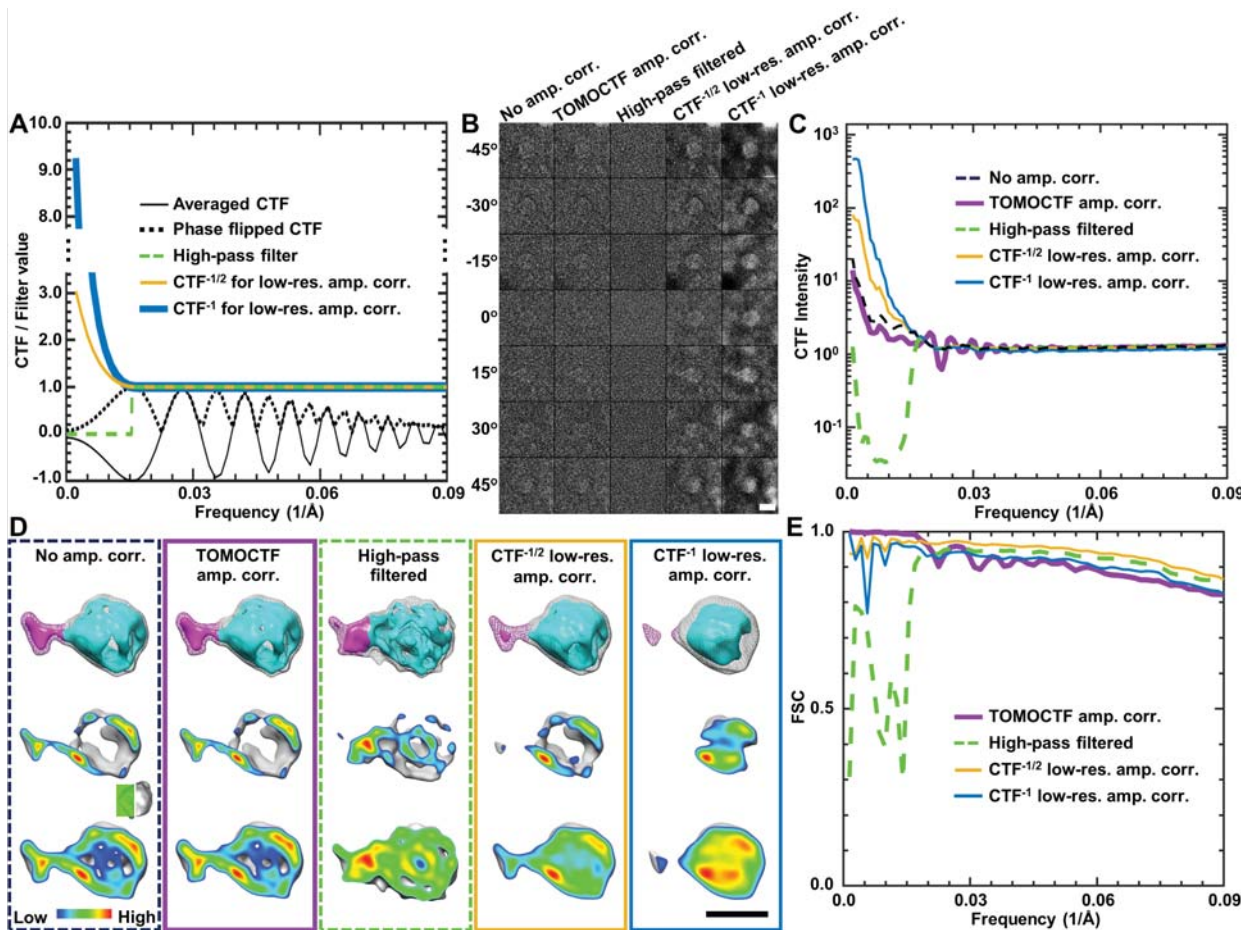 No amp. corr.
TOMOCTF amp. corr.
High-pass filtered
CTF-1/2 low-res. amp. corr.
CTF-1 low-res. amp. corr.
A
10.0
9.0
8.0
3.0
2.0
1.0
0.0
-1.0
CTF / Filter value
Averaged CTF
Phase flipped CTF
High-pass filter
CTF-1/2 for low-res. amp. corr.
CTF-1 for low-res. amp. corr.
0.0 0.03 0.06 0.09
Frequency (1/Å)
B
-45º
-30º
-15º
0º
15º
30º
45º
C
10³
10²
10¹
10⁰
10-1
CTF Intensity
No amp. corr.
TOMOCTF amp. corr.
High-pass filtered
CTF-1/2 low-res. amp. corr.
CTF-1 low-res. amp. corr.
0.0 0.03 0.06 0.09
Frequency (1/Å)
D
No amp. corr.
TOMOCTF
amp. corr.
High-pass
filtered
CTF-1/2 low-res.
amp. corr.
CTF-1 low-res.
amp. corr.
Low High
E
1.0
0.5
0.0
FSC
TOMOCTF amp. corr.
High-pass filtered
CTF-1/2 low-res. amp. corr.
CTF-1 low-res. amp. corr.
0.0 0.03 0.06 0.09
Frequency (1/Å)